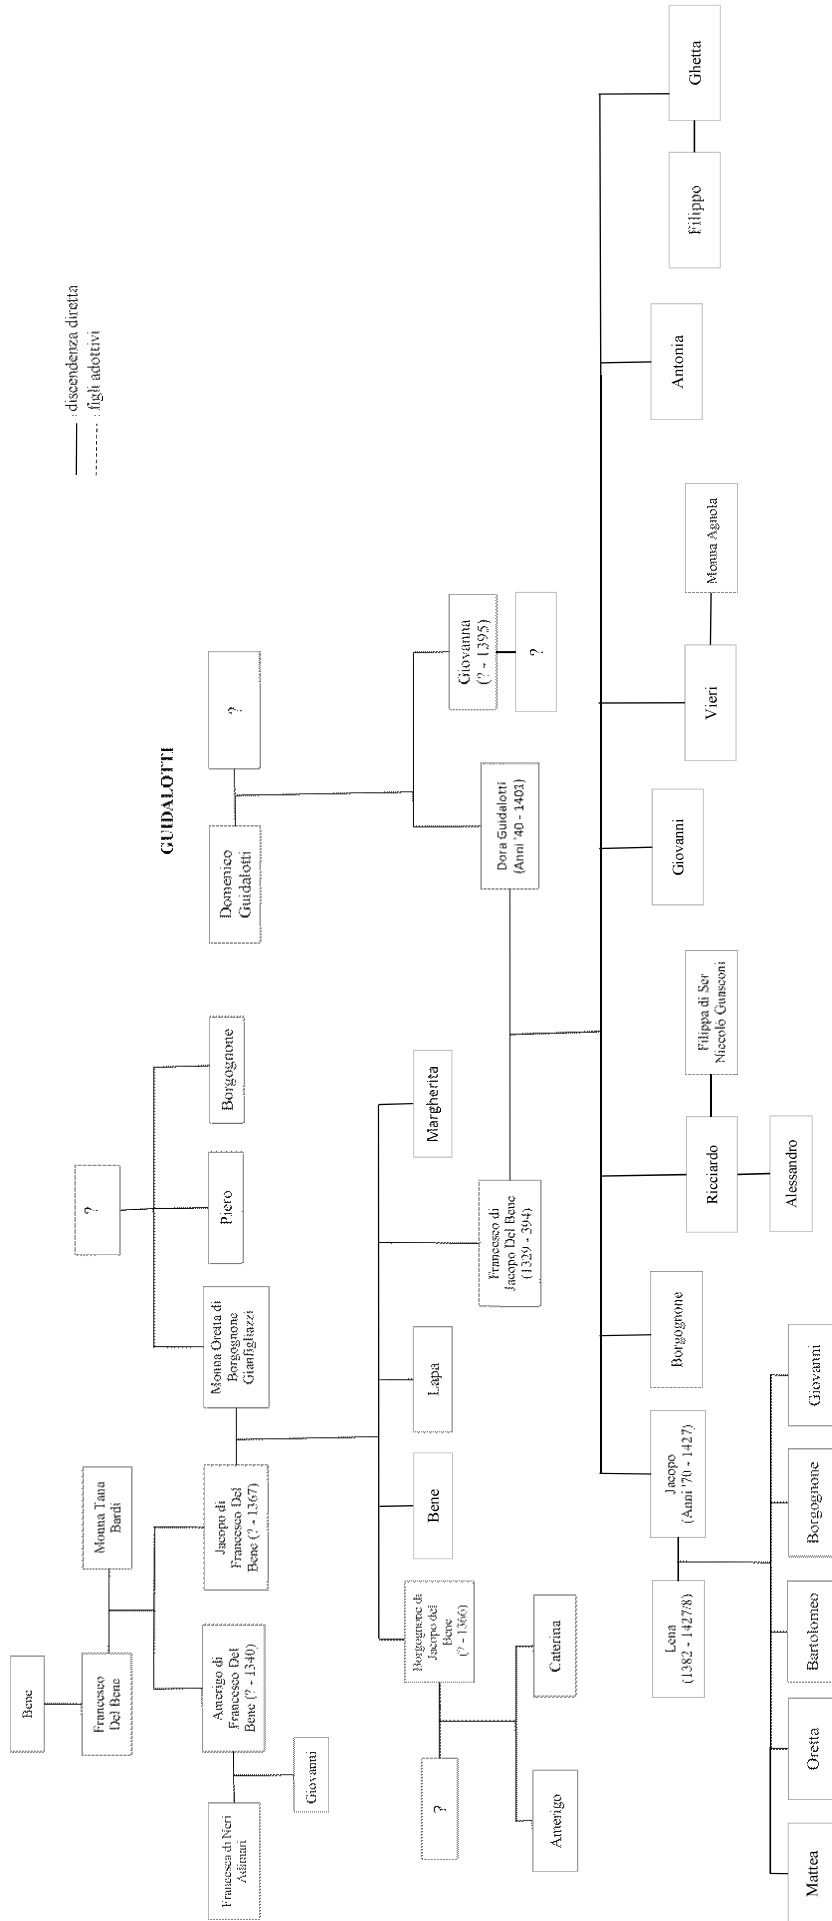 : discendenza diretta
: figli adottivi
GUIDALOTTI
Bene
Francesco
Del Bene
Monna Tana
Bardi
?
Francesca di Neri
Adimari
Amerigo di
Francesco Del
Bene (? - 1340)
Jacopo di
Francesco Del
Bene (? - 1367)
Monna Oretta di
Borgognone
Gianfigliazzi
Piero
Borgognone
Domenico
Guidalotti
?
Giovanni
?
Borgognone di
Jacopo del
Bene
(? - 1366)
Bene
Lapa
Francesco di
Jacopo Del Bene
(1329 - 394)
Margherita
Dora Guidalotti
(Anni '40 - 1401)
Giovanna
(? - 1395)
?
Amerigo
Caterina
Lena
(1382 - 1427/8)
Jacopo
(Anni '70 - 1427)
Borgognone
Ricciardo
Filippa di Ser
Niccolò Guasconi
Giovanni
Vieri
Monna Agnola
Antonia
Filippo
Ghetta
Alessandro
Mattea
Oretta
Bartolomeo
Borgognone
Giovanni